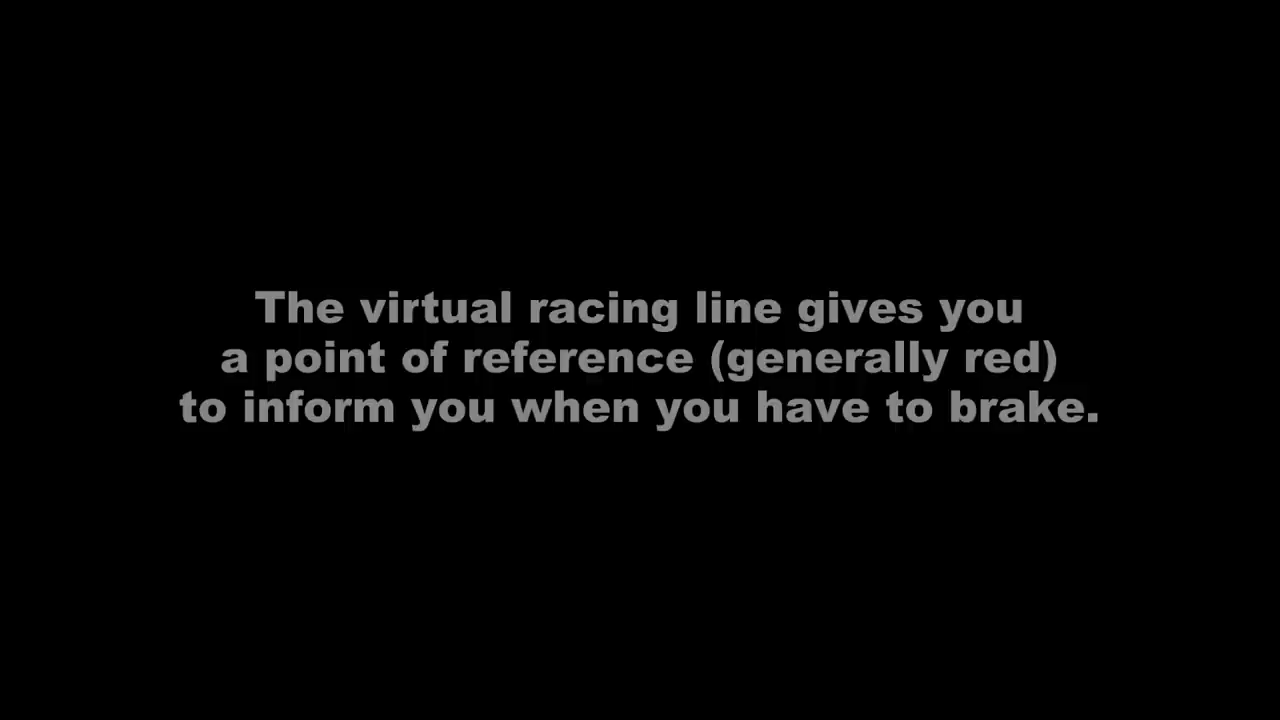 The virtual racing line gives you
a point of reference (generally red)
to inform you when you have to brake.